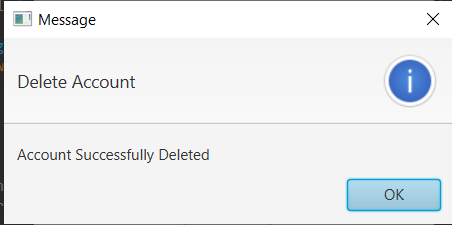 Message
Delete Account
Account Successfully Deleted
OK